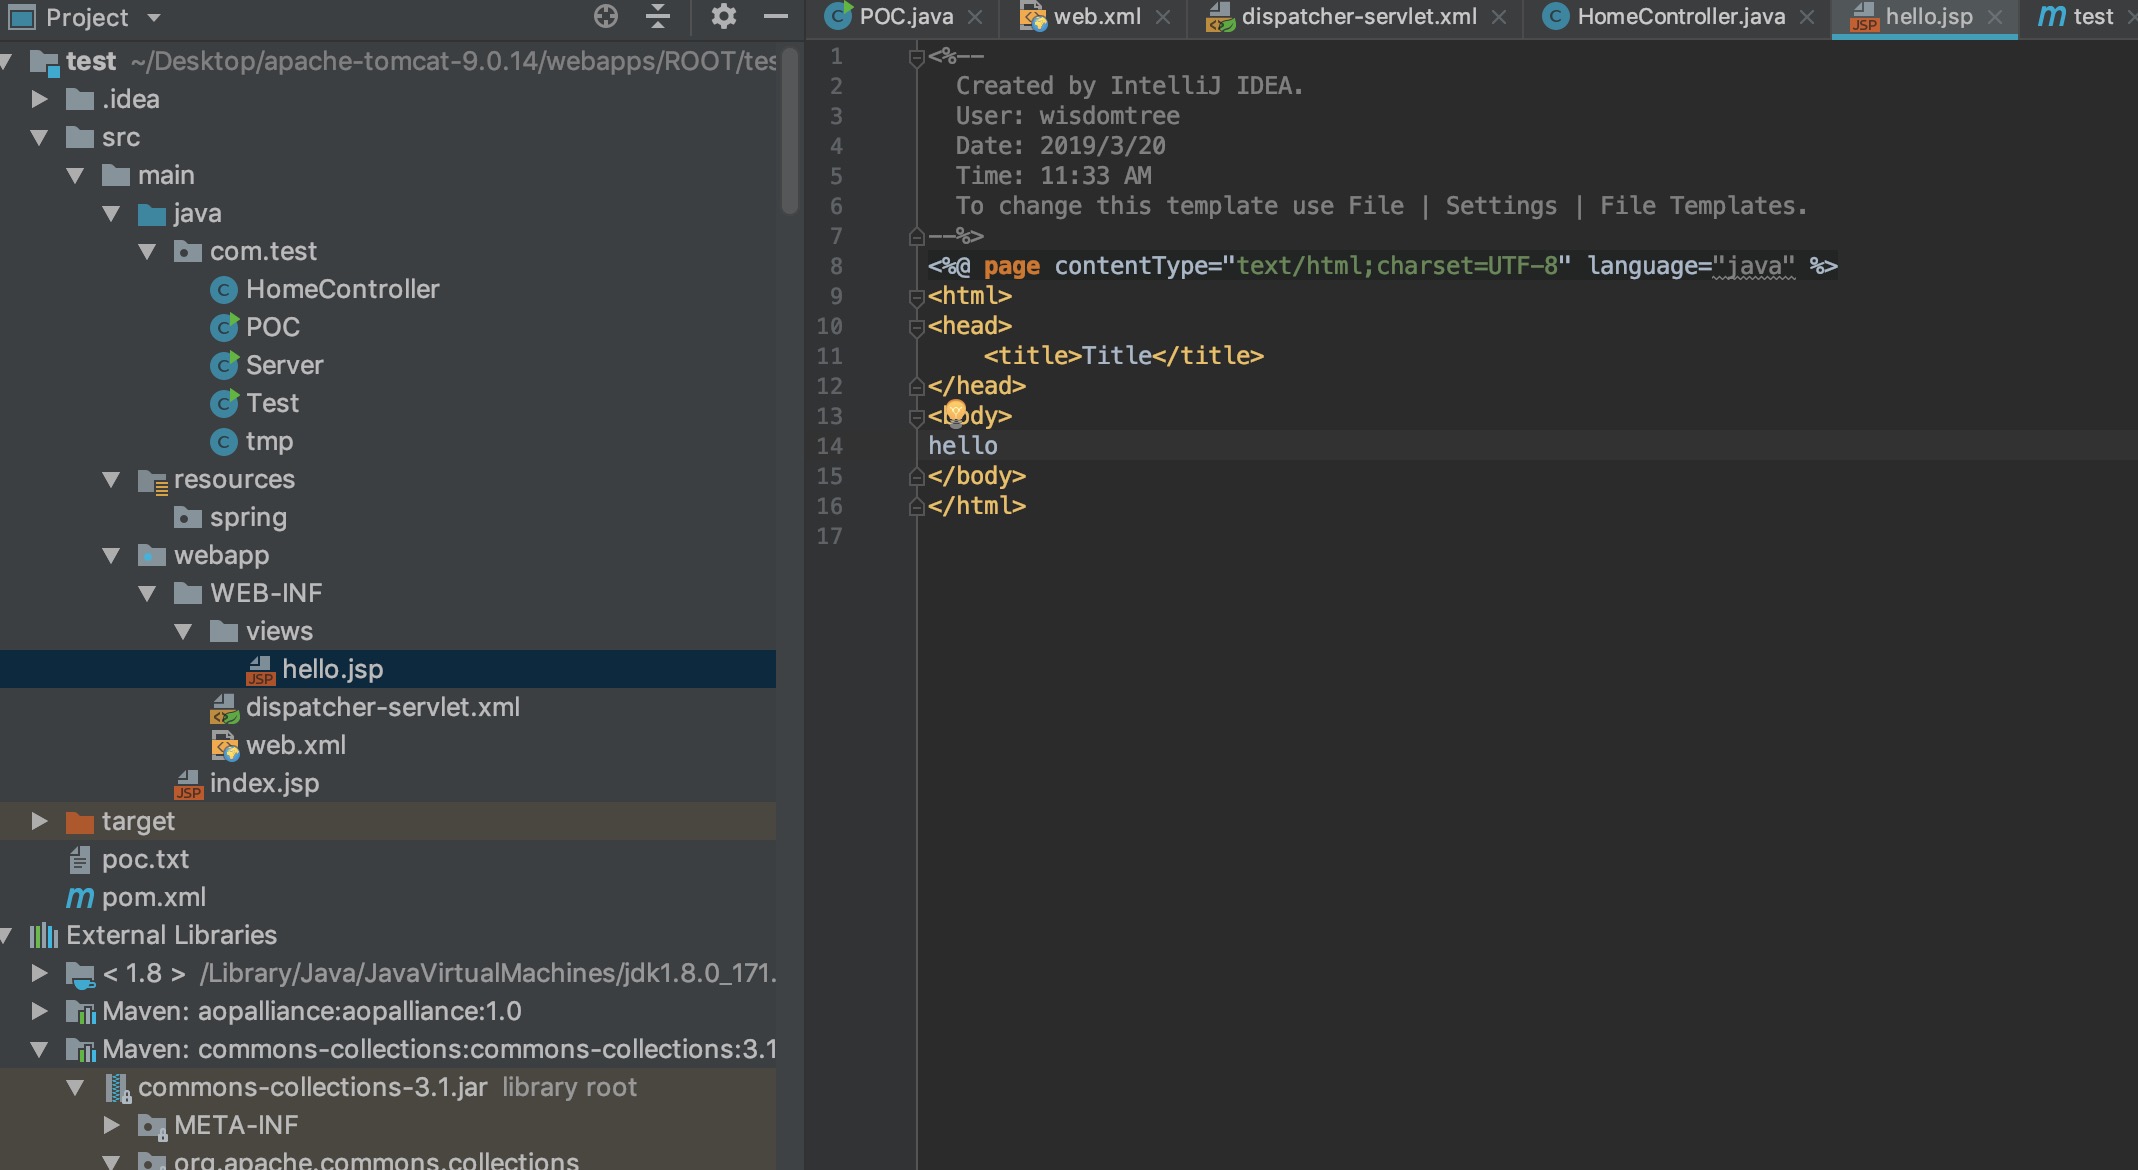 Project
test ~/Desktop/apache-tomcat-9.0.14/webapps/ROOT/tes
.idea
src
main
java
com.test
C HomeController
C POC
C Server
C Test
C tmp
resources
spring
webapp
WEB-INF
views
JSP hello.jsp
dispatcher-servlet.xml
web.xml
JSP index.jsp
target
poc.txt
m pom.xml
External Libraries
< 1.8 > /Library/Java/JavaVirtualMachines/jdk1.8.0_171.
Maven: aopalliance:aopalliance:1.0
Maven: commons-collections:commons-collections:3.1
commons-collections-3.1.jar library root
META-INF
org.apache.commons.collections
C POC.java web.xml dispatcher-servlet.xml C HomeController.java JSP hello.jsp m test
1 <%--
2 Created by IntelliJ IDEA.
3 User: wisdomtree
4 Date: 2019/3/20
5 Time: 11:33 AM
6 To change this template use File | Settings | File Templates.
7 --%>
8 <%@ page contentType="text/html;charset=UTF-8" language="java" %>
9 <html>
10 <head>
11 <title>Title</title>
12 </head>
13 <body>
14 hello
15 </body>
16 </html>
17